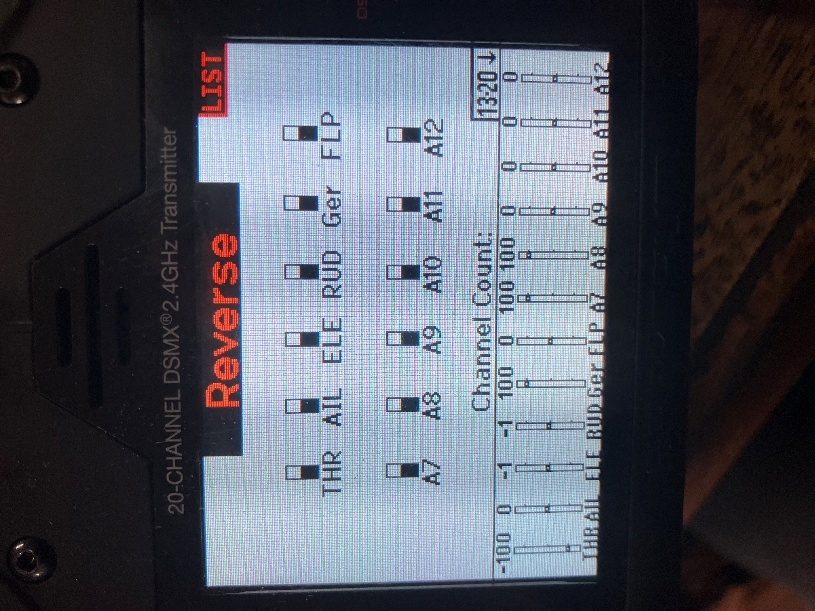 20-CHANNEL DSMX®2.4GHz Transmitter
Reverse
LIST
THR AIL ELE RUD Ger FLP
A7 A8 A9 A10 A11 A12
Channel Count:
1320 ↓
-100 0 -1 -1 100 0 100 100 0 0 0 0
THR AIL ELE RUD Ger FLP A7 A8 A9 A10 A11 A12